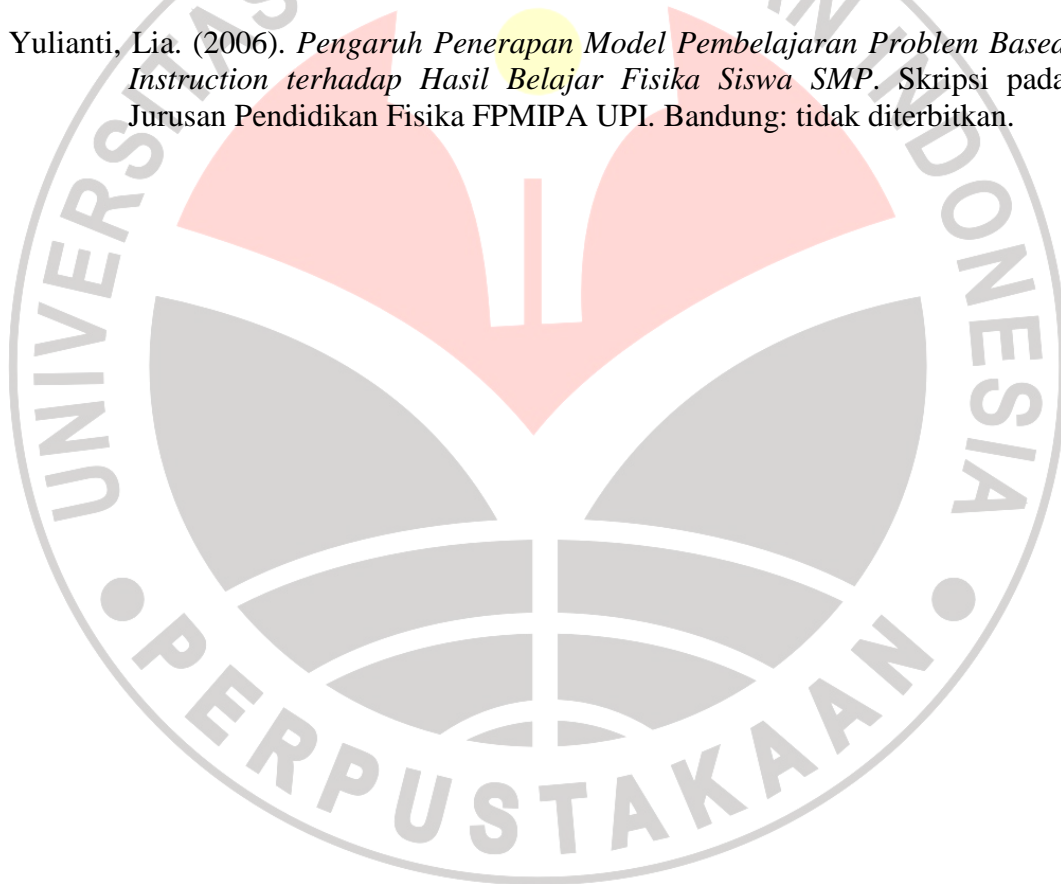 Yulianti, Lia. (2006). Pengaruh Penerapan Model Pembelajaran Problem Based
Instruction terhadap Hasil Belajar Fisika Siswa SMP. Skripsi pada
Jurusan Pendidikan Fisika FPMIPA UPI. Bandung: tidak diterbitkan.
UNIVERSITAS
AN INDONESIA
PERPUSTAKAAN